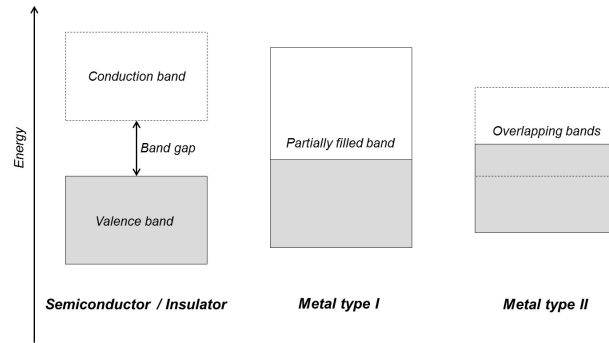 Energy
Conduction band
Band gap
Valence band
Semiconductor / Insulator
Partially filled band
Metal type I
Overlapping bands
Metal type II